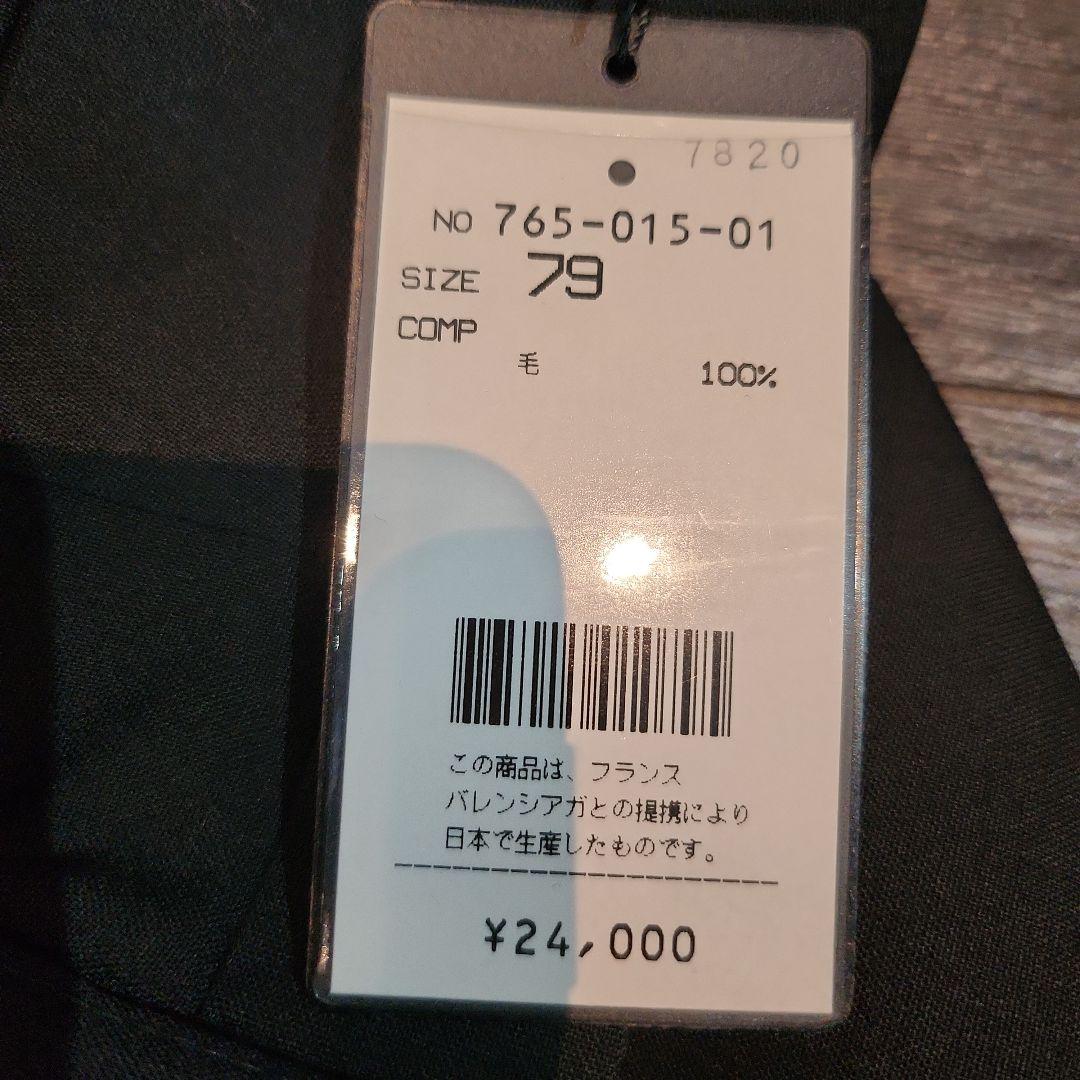 7820
NO 765-015-01
SIZE 79
COMP
毛 100%
この商品は、フランス
バレンシアガとの提携により
日本で生産したものです。
¥24,000